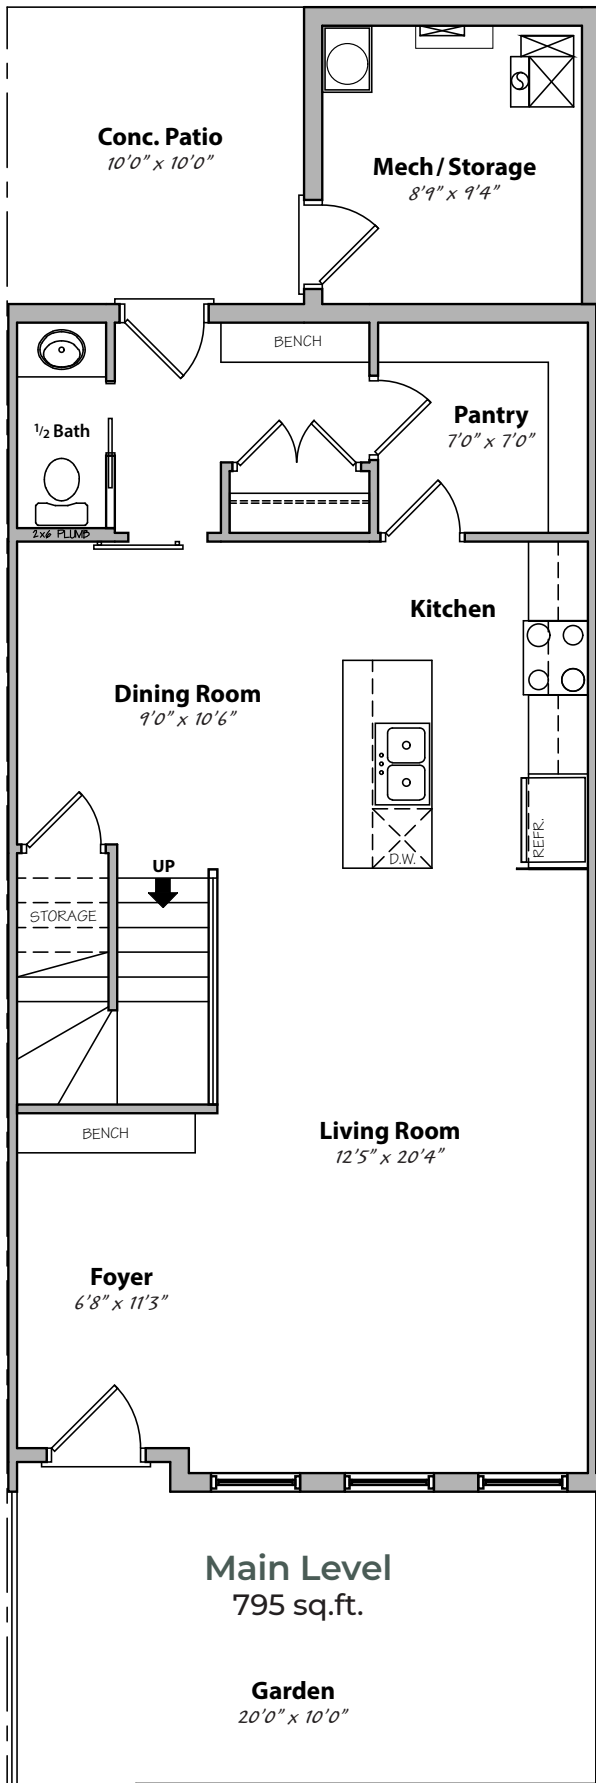 Conc. Patio
10'0" x 10'0"
Mech/Storage
8'9" x 9'4"
BENCH
1/2 Bath
Pantry
7'0" x 7'0"
2x6 PLUMB
Kitchen
Dining Room
9'0" x 10'6"
REFR.
D.W.
UP
STORAGE
BENCH
Living Room
12'5" x 20'4"
Foyer
6'8" x 11'3"
Main Level
795 sq.ft.
Garden
20'0" x 10'0"